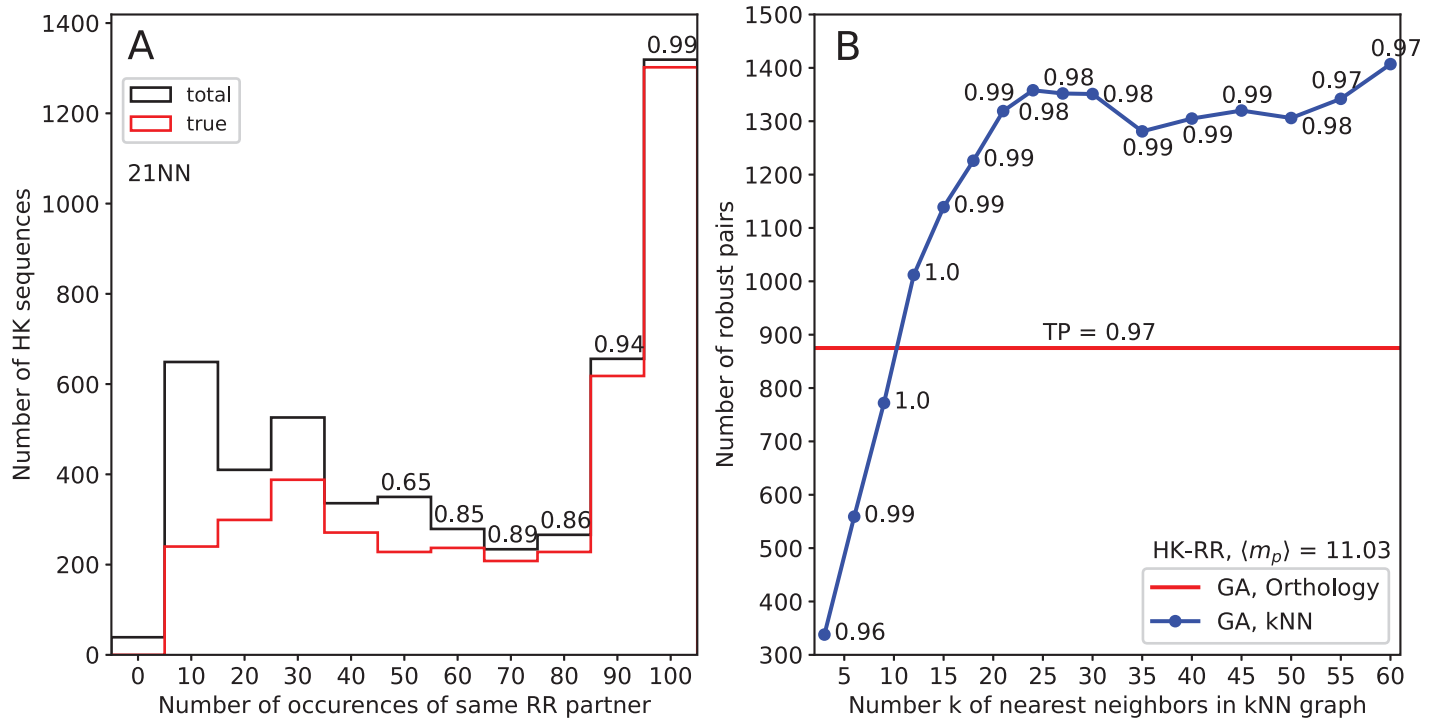 A
total
true
21NN
0.65
0.85
0.89
0.86
0.94
0.99
1400
1200
1000
800
600
400
200
0
0 10 20 30 40 50 60 70 80 90 100
Number of HK sequences
Number of occurences of same RR partner
B
0.96
0.99
1.0
1.0
0.99
0.99
0.99
0.98
0.98
0.98
0.99
0.99
0.99
0.98
0.97
0.97
TP = 0.97
HK-RR, ⟨m_p⟩ = 11.03
GA, Orthology
GA, kNN
1500
1400
1300
1200
1100
1000
900
800
700
600
500
400
300
5 10 15 20 25 30 35 40 45 50 55 60
Number of robust pairs
Number k of nearest neighbors in kNN graph